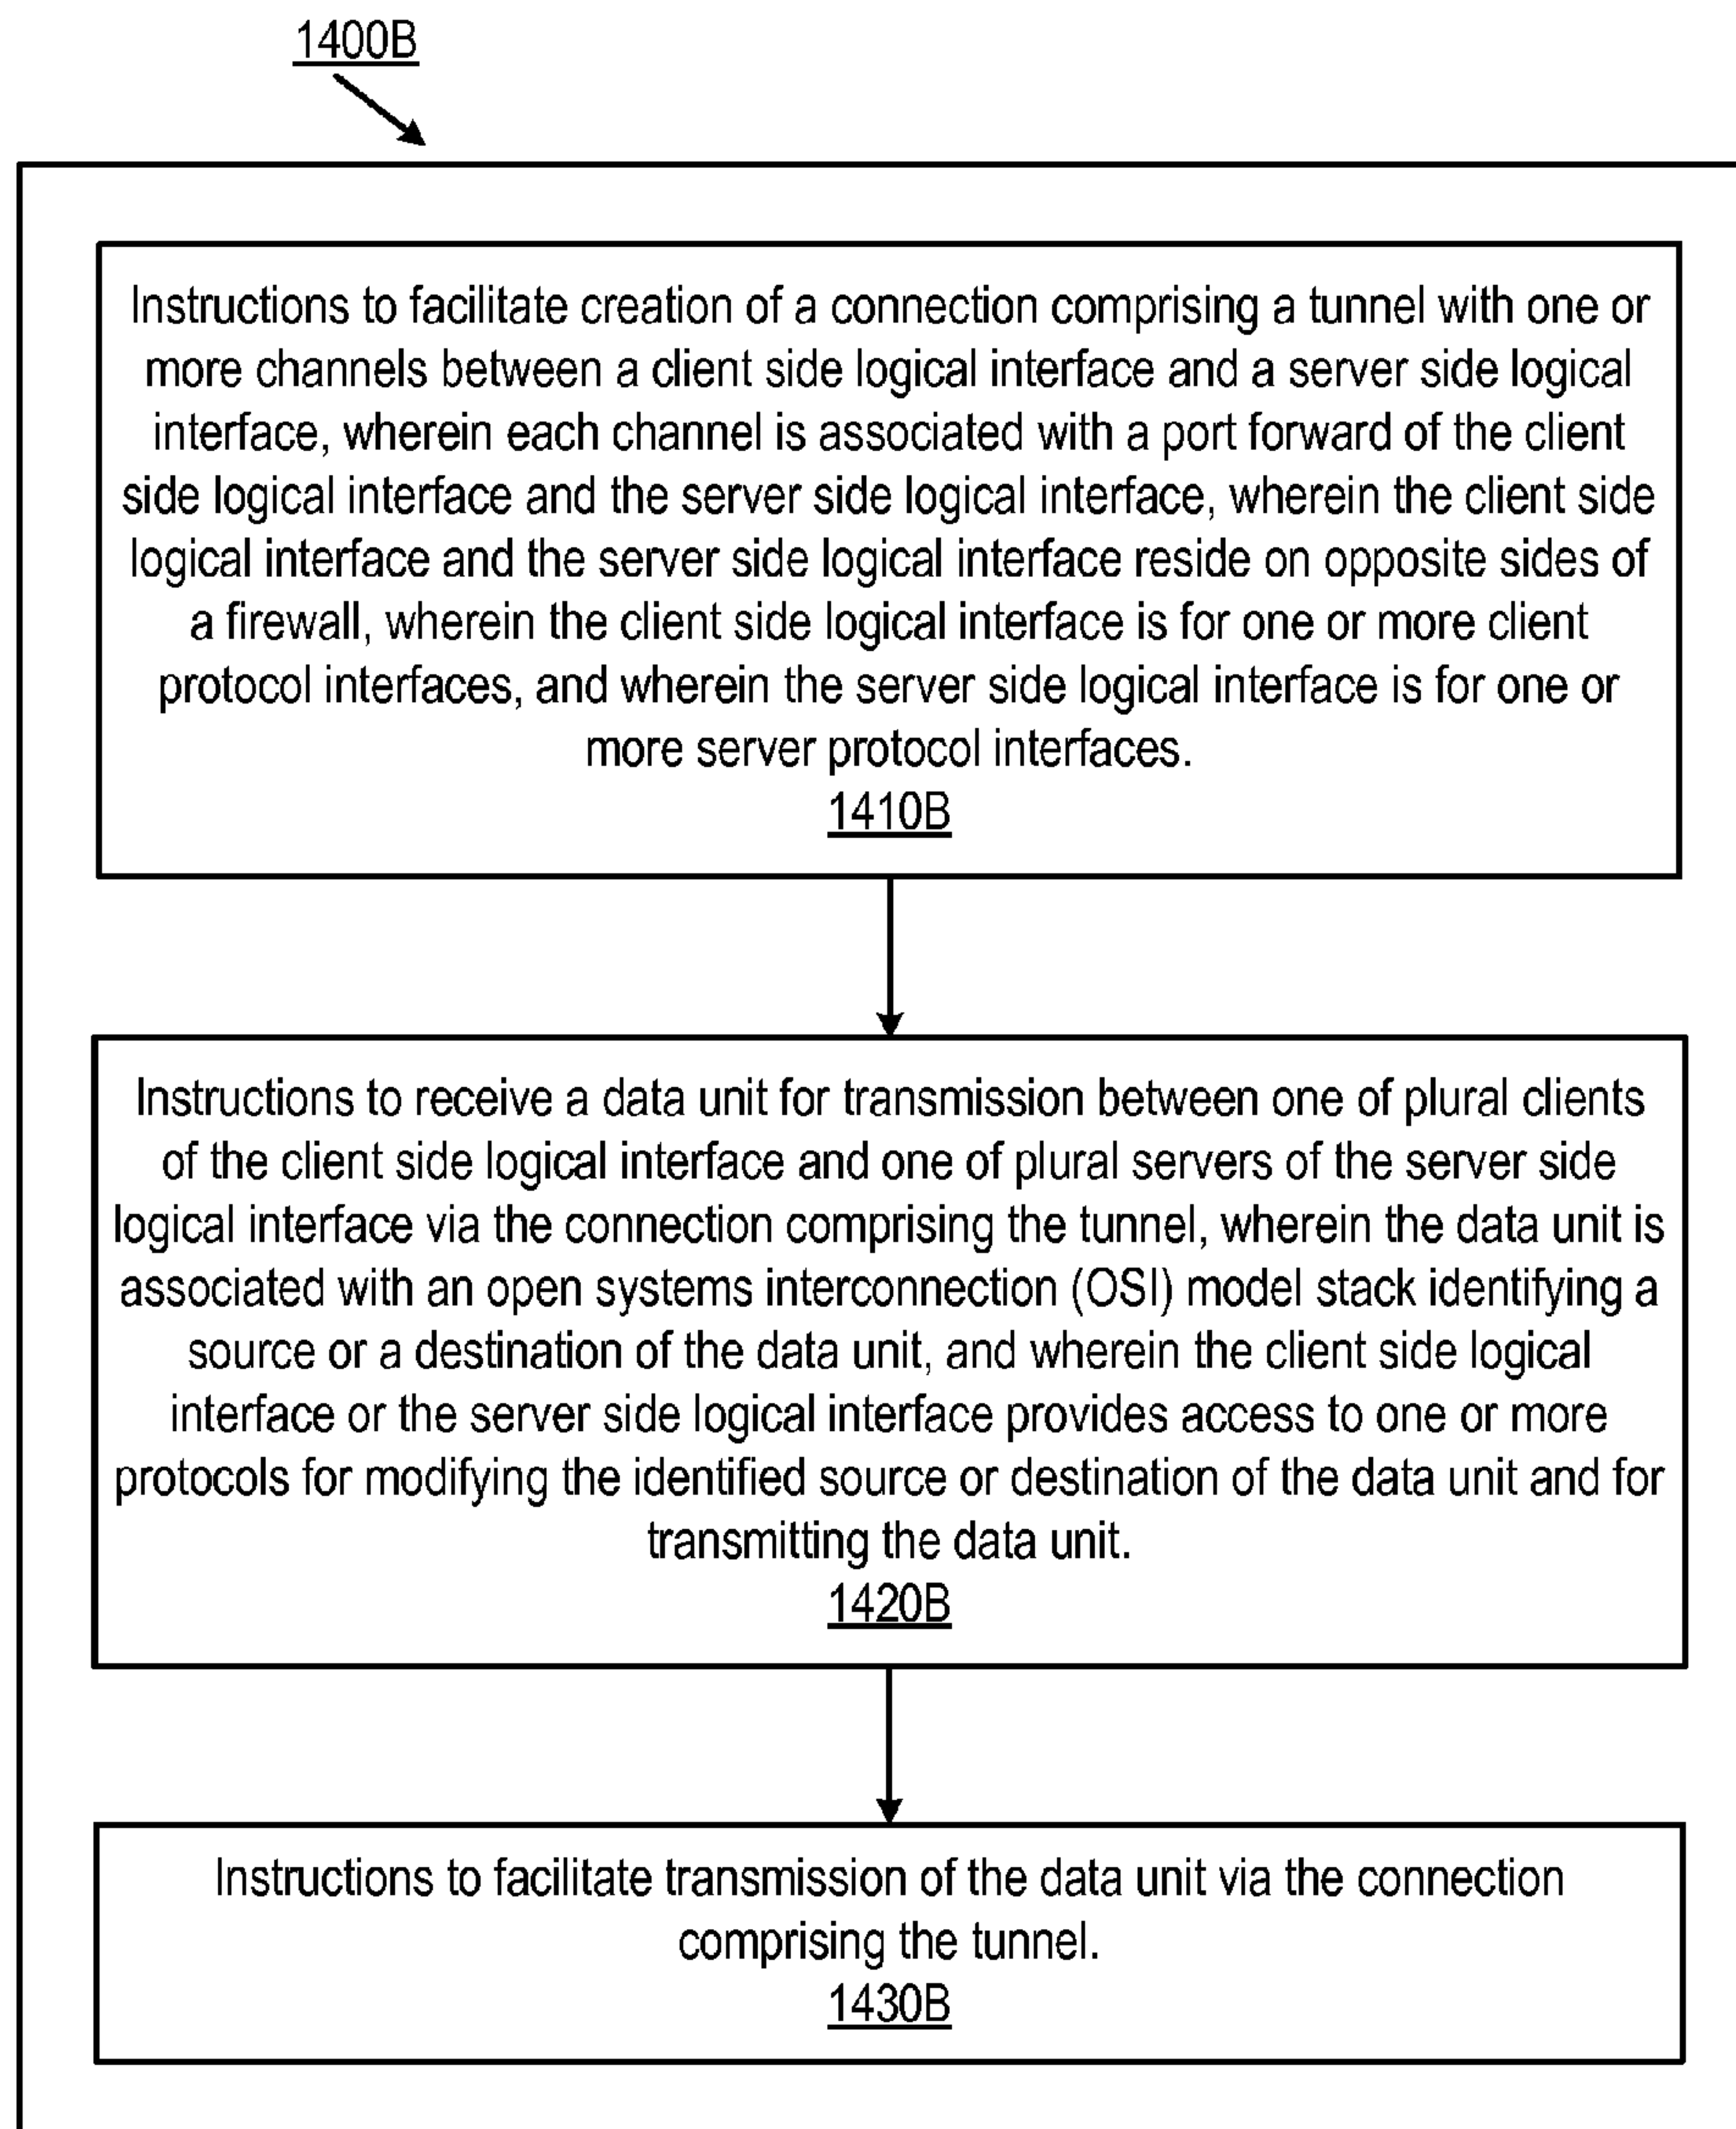 1400B
Instructions to facilitate creation of a connection comprising a tunnel with one or
more channels between a client side logical interface and a server side logical
interface, wherein each channel is associated with a port forward of the client
side logical interface and the server side logical interface, wherein the client side
logical interface and the server side logical interface reside on opposite sides of
a firewall, wherein the client side logical interface is for one or more client
protocol interfaces, and wherein the server side logical interface is for one or
more server protocol interfaces.
1410B
Instructions to receive a data unit for transmission between one of plural clients
of the client side logical interface and one of plural servers of the server side
logical interface via the connection comprising the tunnel, wherein the data unit is
associated with an open systems interconnection (OSI) model stack identifying a
source or a destination of the data unit, and wherein the client side logical
interface or the server side logical interface provides access to one or more
protocols for modifying the identified source or destination of the data unit and for
transmitting the data unit.
1420B
Instructions to facilitate transmission of the data unit via the connection
comprising the tunnel.
1430B